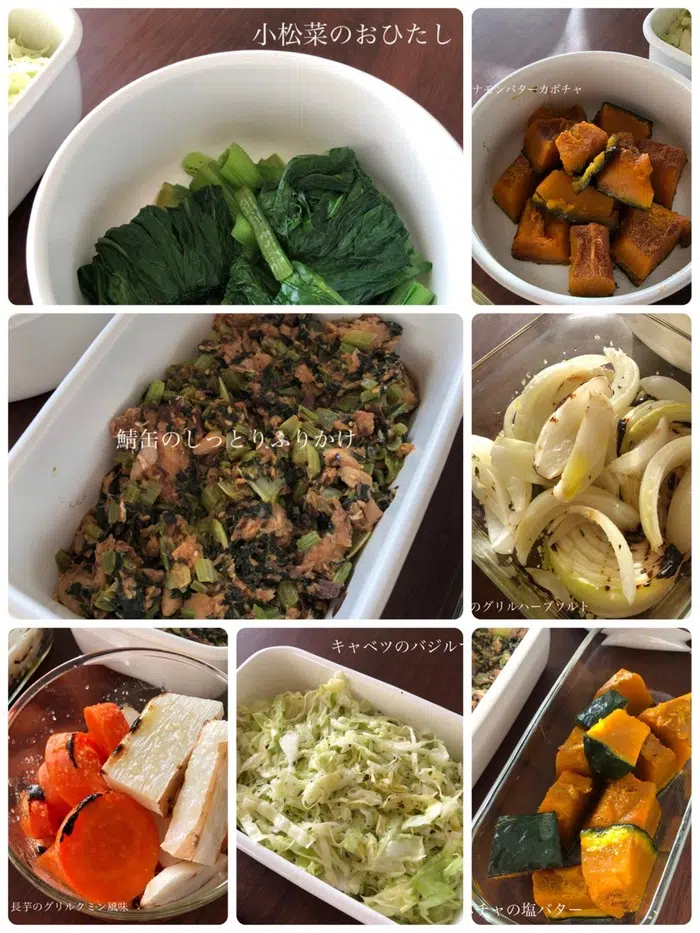 小松菜のおひたし
ナモンバターカボチャ
鯖缶のしっとりふりかけ
のグリルハーブソルト
長芋のグリルクミン風味
キャベツのバジルマ
チャの塩バター